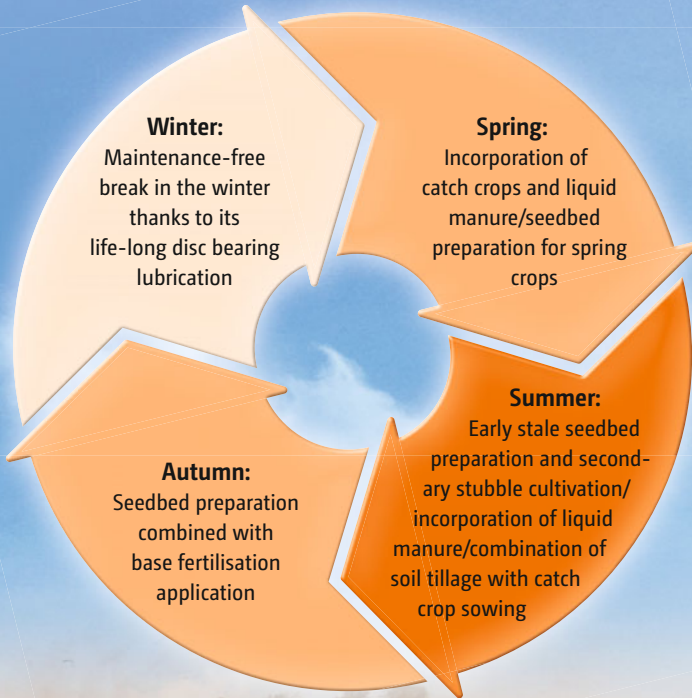 Winter:
Maintenance-free
break in the winter
thanks to its
life-long disc bearing
lubrication
Spring:
Incorporation of
catch crops and liquid
manure/seedbed
preparation for spring
crops
Summer:
Early stale seedbed
preparation and second-
ary stubble cultivation/
incorporation of liquid
manure/combination of
soil tillage with catch
crop sowing
Autumn:
Seedbed preparation
combined with
base fertilisation
application